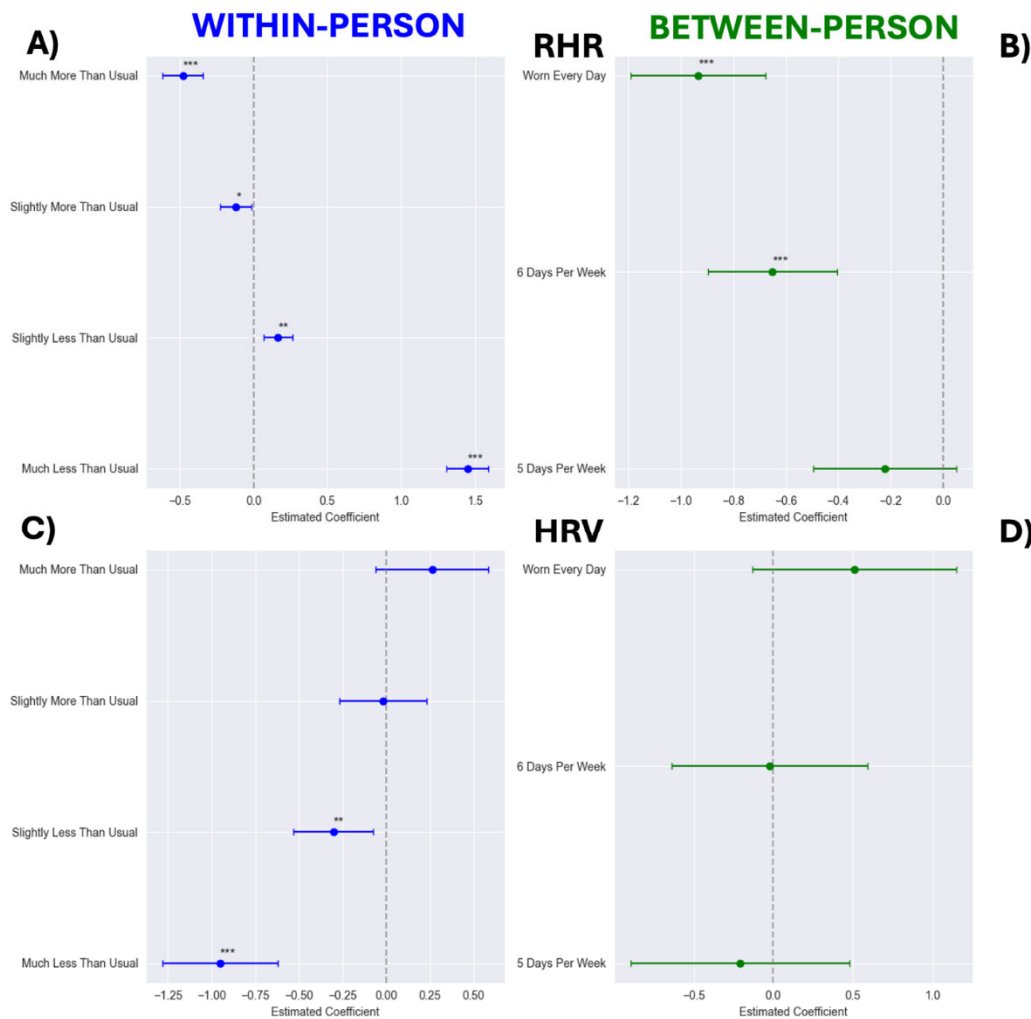 WITHIN-PERSON
BETWEEN-PERSON
A)
RHR
B)
Much More Than Usual
***
Slightly More Than Usual
*
Slightly Less Than Usual
**
Much Less Than Usual
***
−0.5 0.0 0.5 1.0 1.5
Estimated Coefficient
Worn Every Day
***
6 Days Per Week
***
5 Days Per Week
−1.2 −1.0 −0.8 −0.6 −0.4 −0.2 0.0
Estimated Coefficient
C)
HRV
D)
Much More Than Usual
Slightly More Than Usual
Slightly Less Than Usual
**
Much Less Than Usual
***
−1.25 −1.00 −0.75 −0.50 −0.25 0.00 0.25 0.50
Estimated Coefficient
Worn Every Day
6 Days Per Week
5 Days Per Week
−0.5 0.0 0.5 1.0
Estimated Coefficient